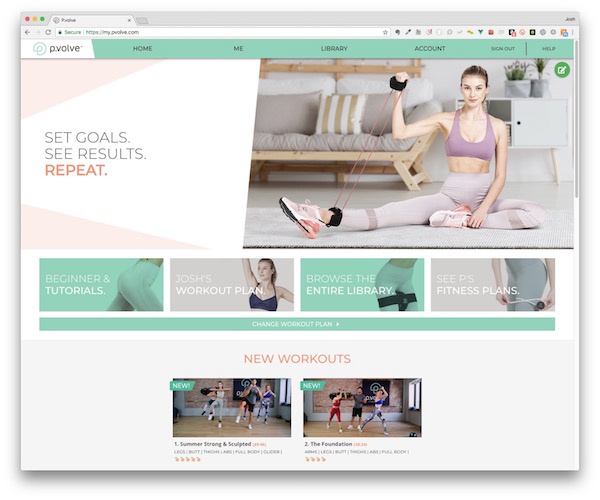 P.volve
Josh
Secure
https://my.pvolve.com
p.volve
HOME
ME
LIBRARY
ACCOUNT
SIGN OUT
HELP
SET GOALS.
SEE RESULTS.
REPEAT.
BEGINNER &
TUTORIALS.
JOSH'S
WORKOUT PLAN.
BROWSE THE
ENTIRE LIBRARY.
SEE P'S
FITNESS PLANS.
CHANGE WORKOUT PLAN >
NEW WORKOUTS
NEW!
NEW!
1. Summer Strong & Sculpted
2. The Foundation
LEGS | BUTT | THIGHS | ABS | FULL BODY | GLIDER |
ARMS | LEGS | BUTT | THIGHS | ABS | FULL BODY |